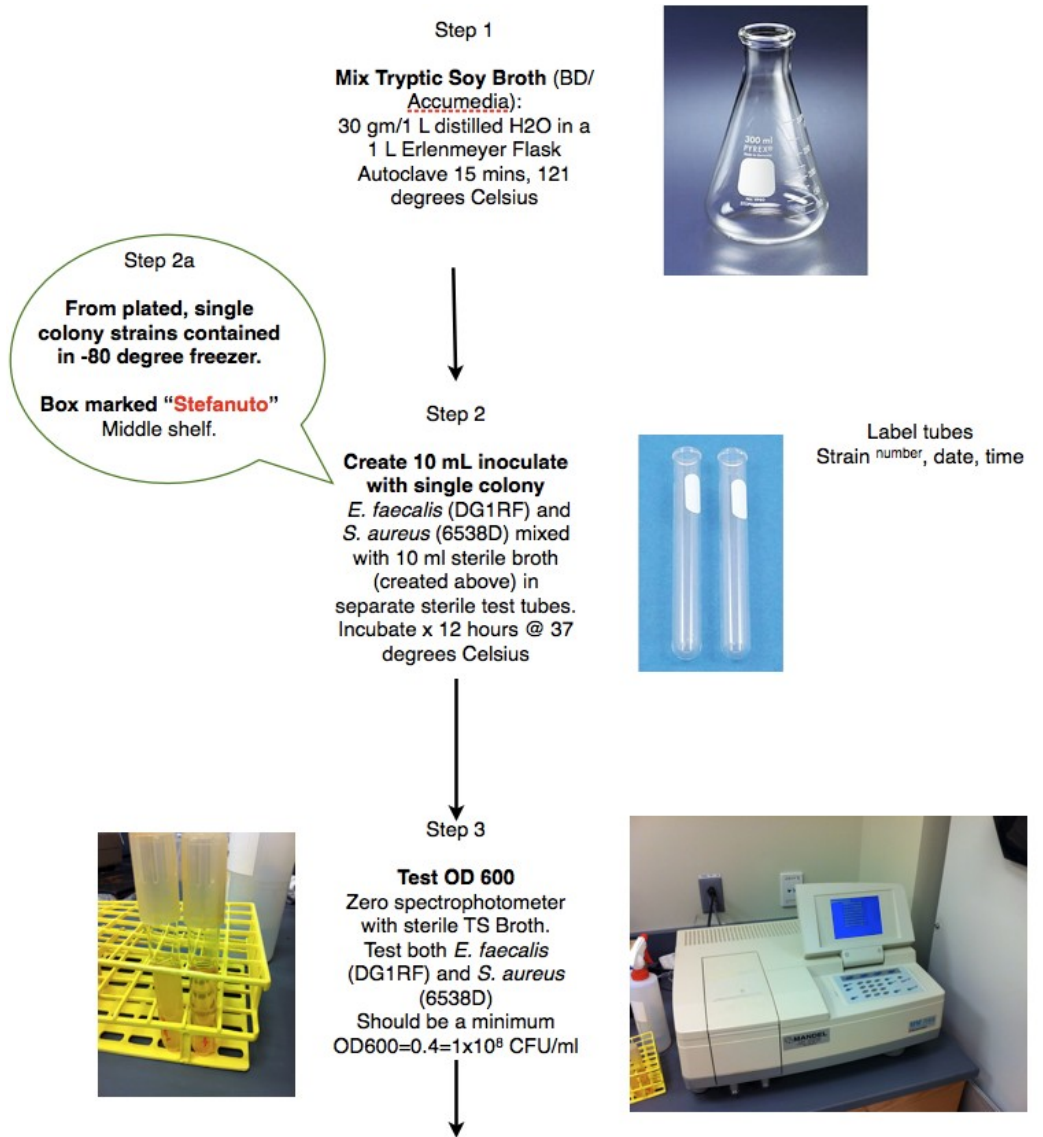 Step 1
Mix Tryptic Soy Broth (BD/
Accumedia):
30 gm/1 L distilled H2O in a
1 L Erlenmeyer Flask
Autoclave 15 mins, 121
degrees Celsius
300 ml
PYREX®
Step 2a
From plated, single
colony strains contained
in -80 degree freezer.
Box marked “Stefanuto”
Middle shelf.
Step 2
Create 10 mL inoculate
with single colony
E. faecalis (DG1RF) and
S. aureus (6538D) mixed
with 10 ml sterile broth
(created above) in
separate sterile test tubes.
Incubate x 12 hours @ 37
degrees Celsius
Label tubes
Strain number, date, time
Step 3
Test OD 600
Zero spectrophotometer
with sterile TS Broth.
Test both E. faecalis
(DG1RF) and S. aureus
(6538D)
Should be a minimum
OD600=0.4=1x10⁸ CFU/ml
MANDEL